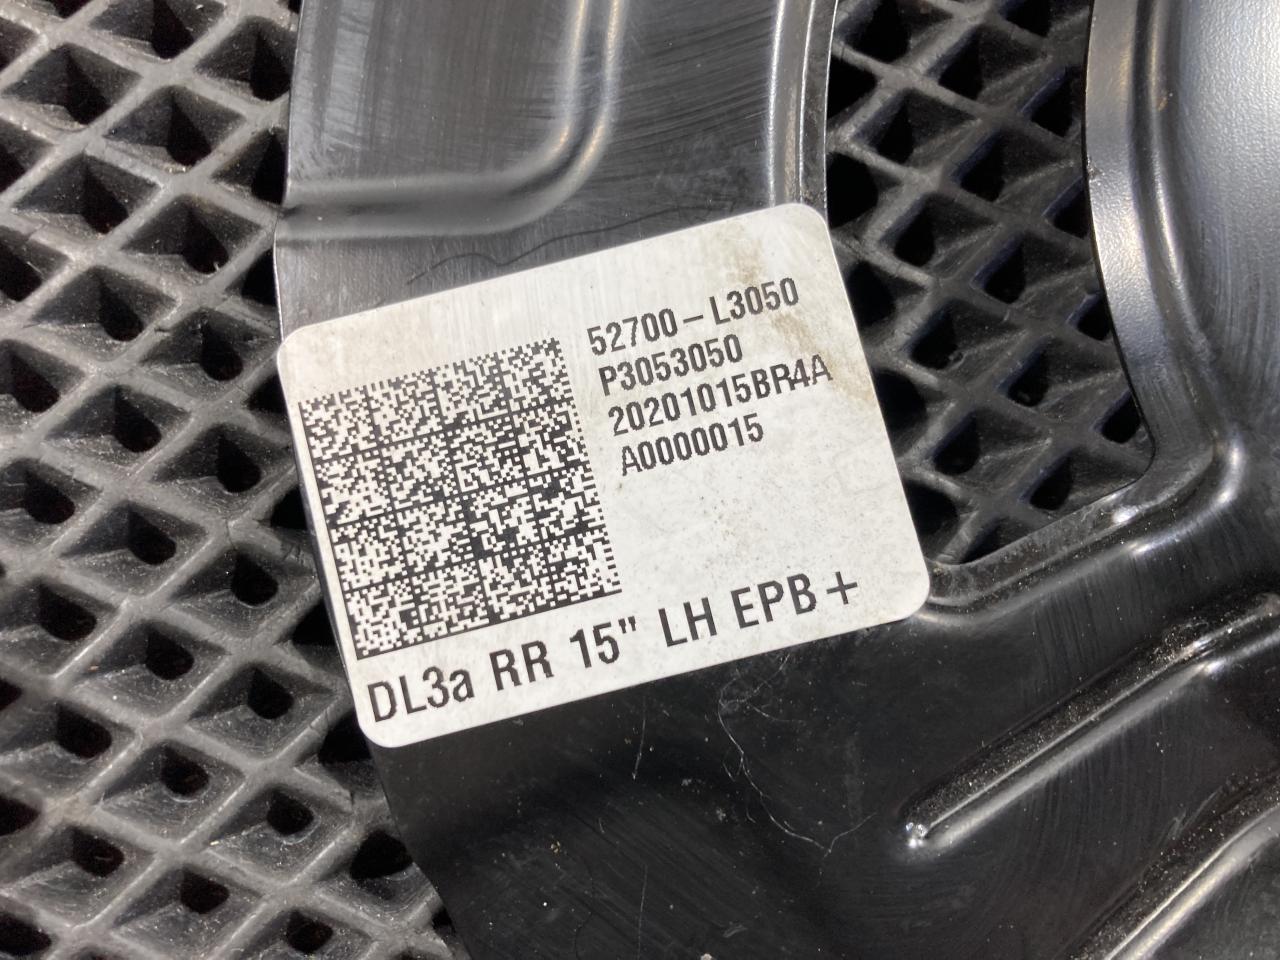 52700-L3050
P3053050
20201015BR4A
A0000015
DL3a RR 15" LH EPB+